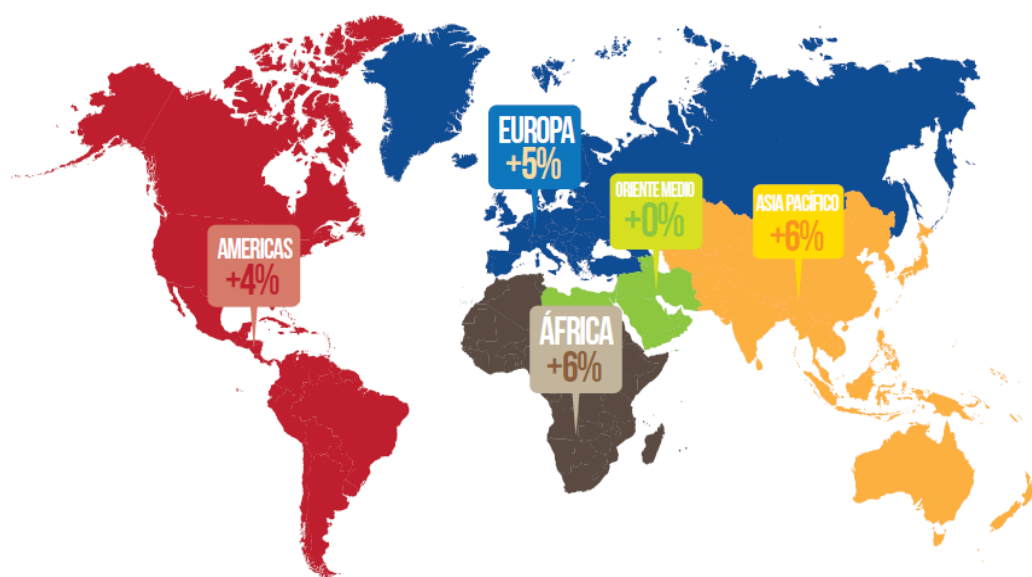 EUROPA
+5%
ORIENTE MEDIO
+0%
ASIA PACÍFICO
+6%
AMERICAS
+4%
ÁFRICA
+6%